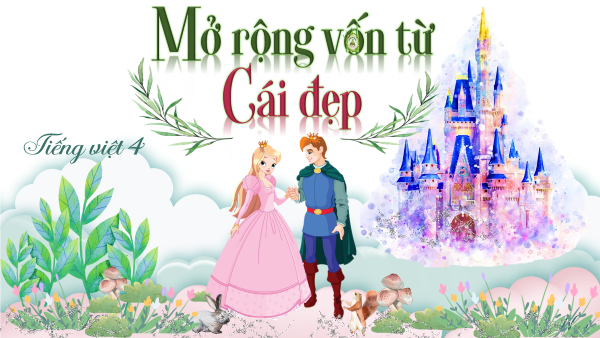 Mở rộng vốn từ
Cái đẹp
Tiếng việt 4